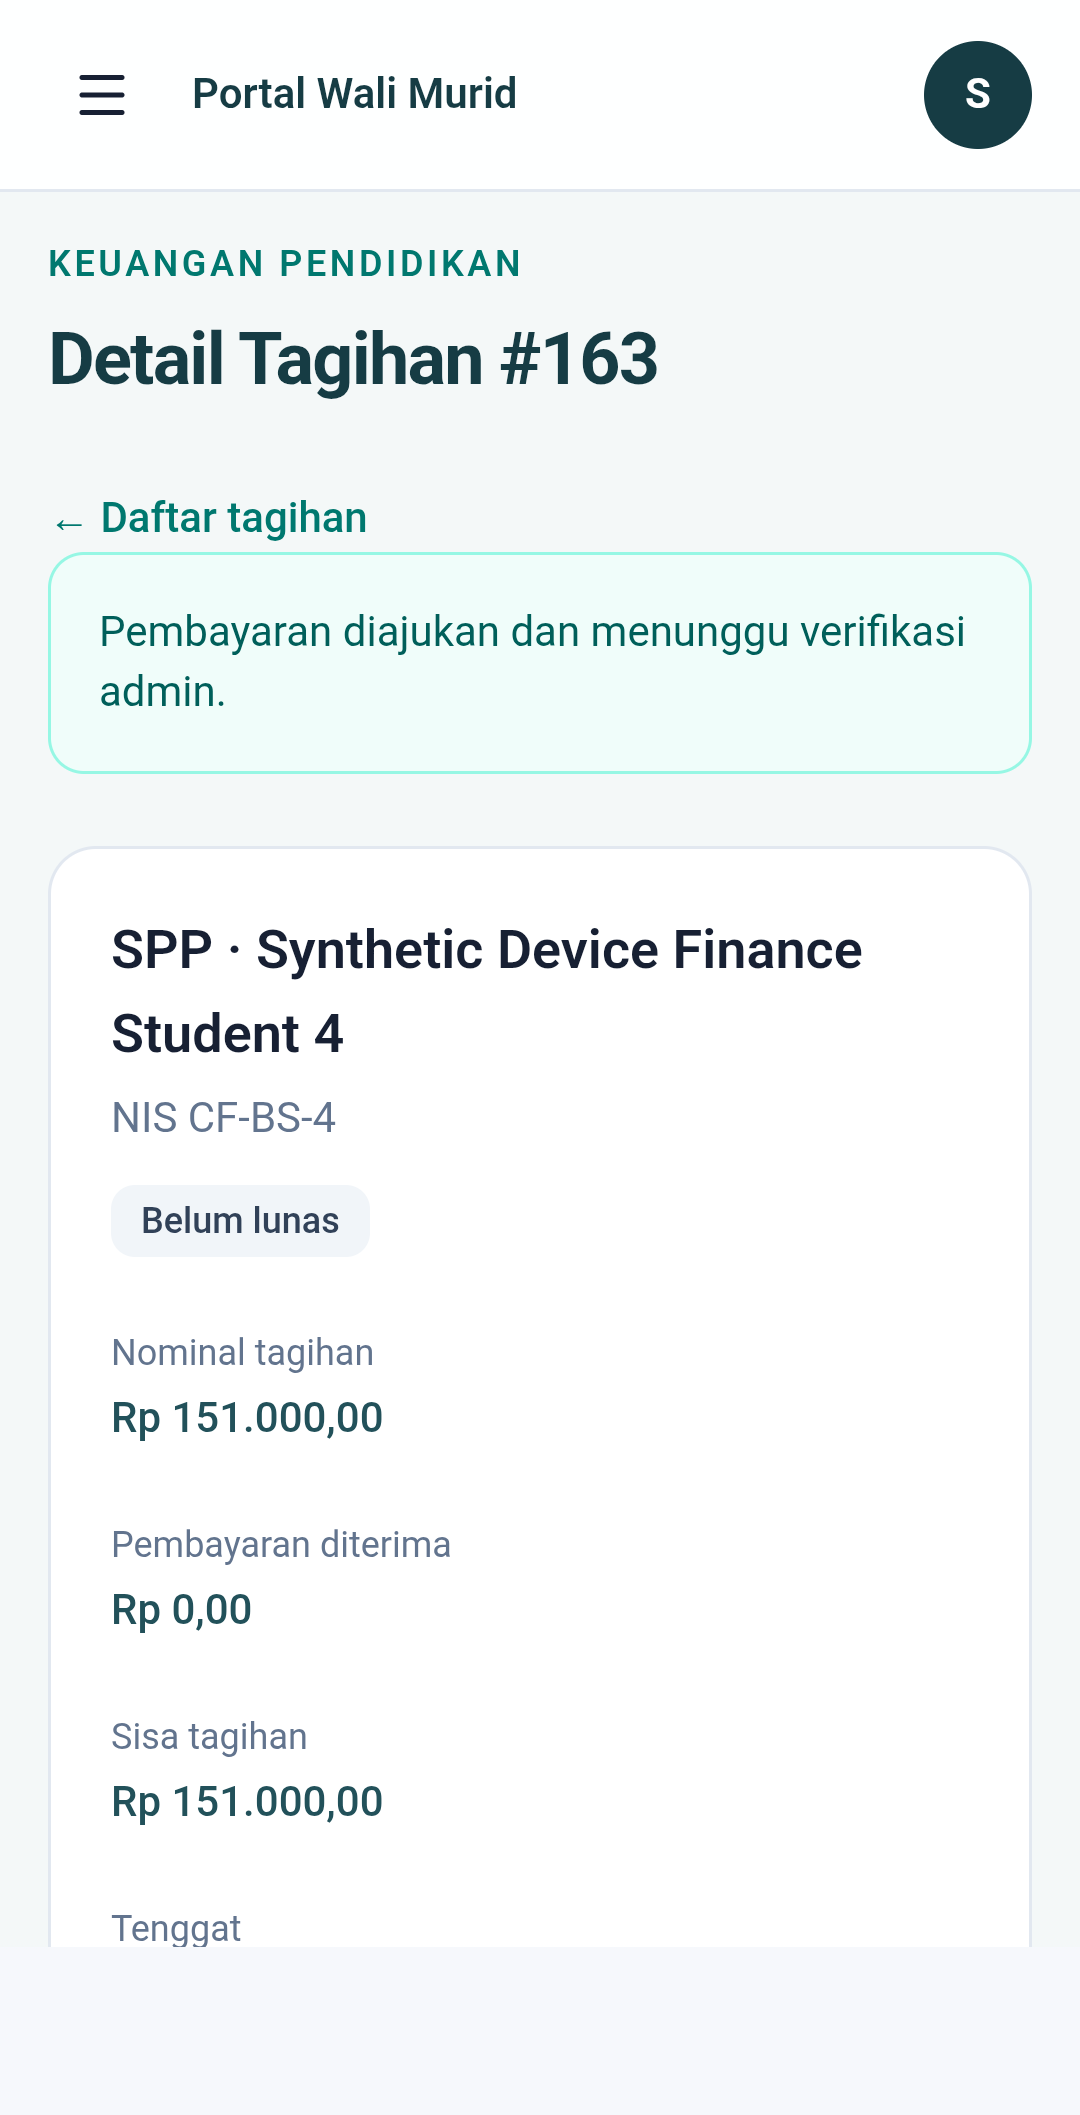 Portal Wali Murid
S
KEUANGAN PENDIDIKAN
Detail Tagihan #163
← Daftar tagihan
Pembayaran diajukan dan menunggu verifikasi
admin.
SPP · Synthetic Device Finance
Student 4
NIS CF-BS-4
Belum lunas
Nominal tagihan
Rp 151.000,00
Pembayaran diterima
Rp 0,00
Sisa tagihan
Rp 151.000,00
Tenggat